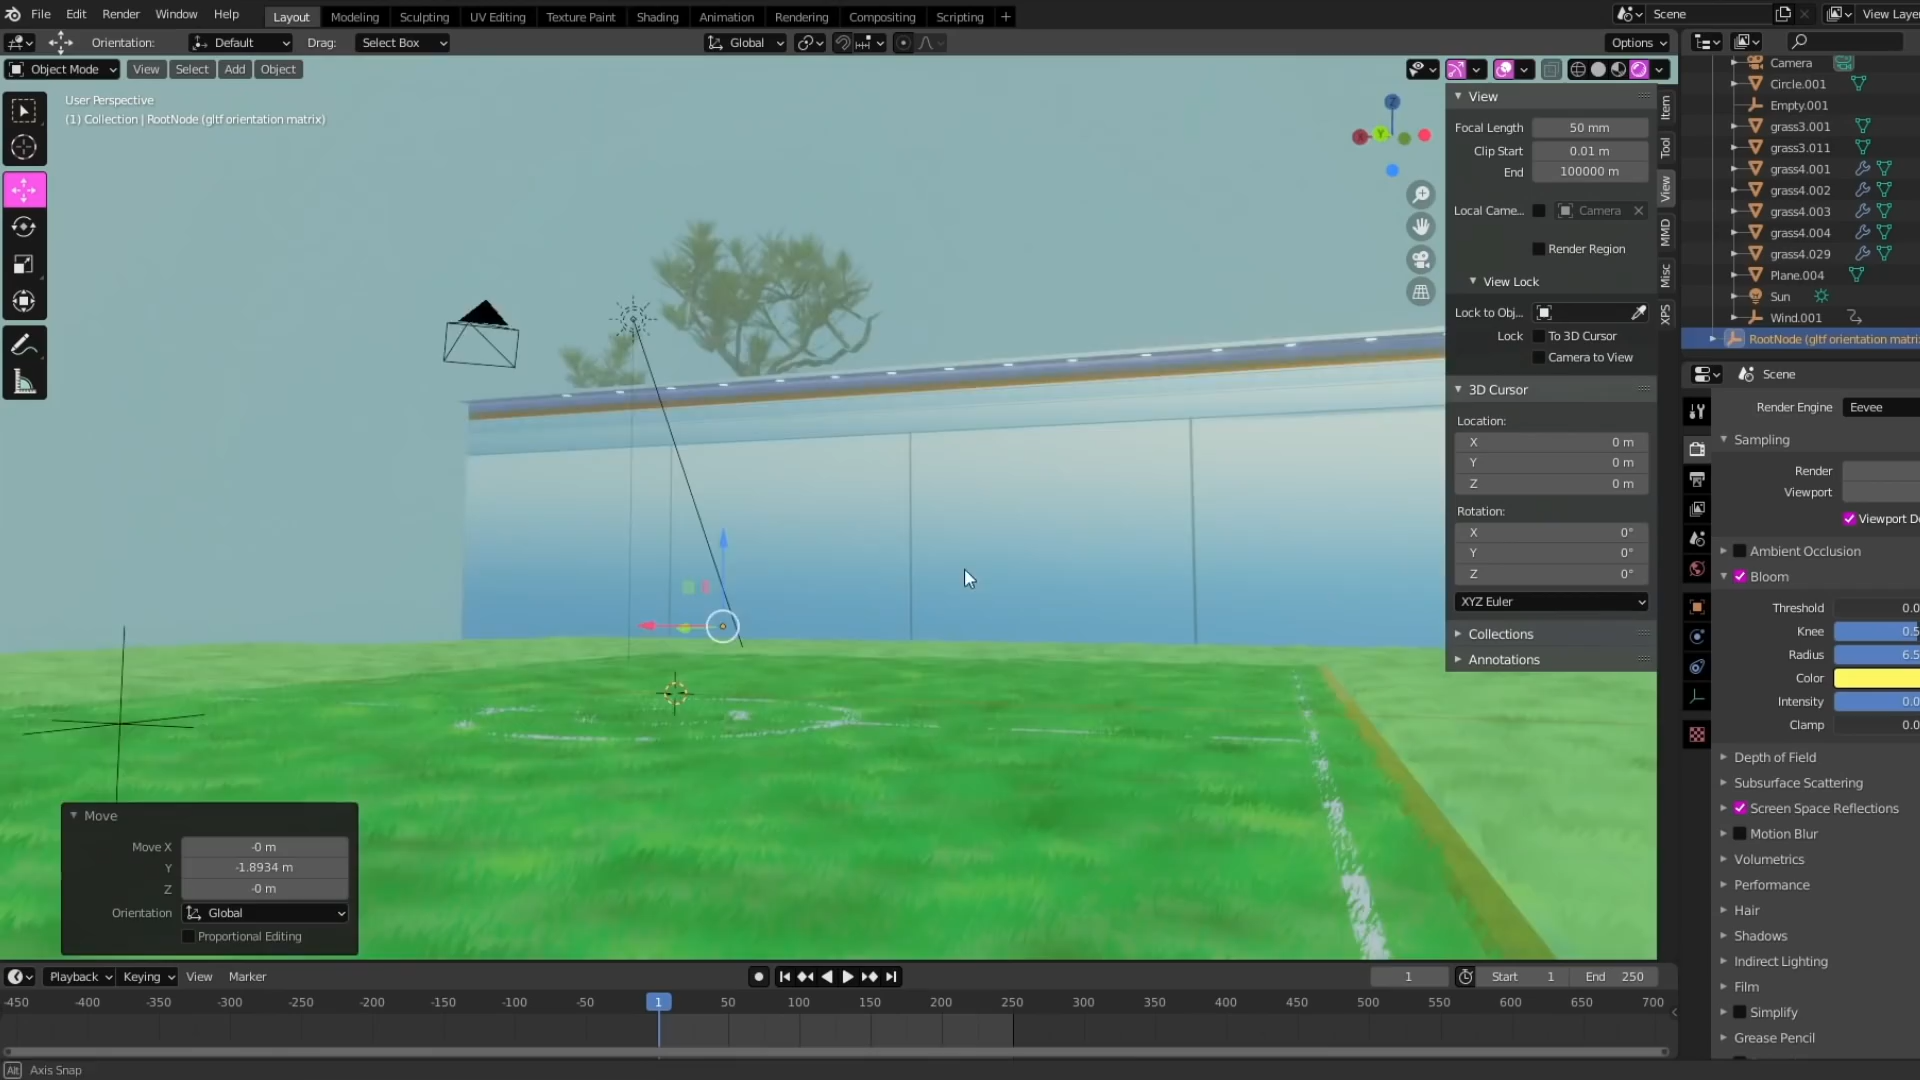 File Edit Render Window Help Layout Modeling Sculpting UV Editing Texture Paint Shading Animation Rendering Compositing Scripting + Scene
Orientation: Default Drag: Select Box Global Options
Object Mode View Select Add Object
User Perspective
(1) Collection | RootNode (gltf orientation matrix)
View
Focal Length 50 mm
Clip Start 0.01 m
End 100000 m
Local Came... Camera
Render Region
View Lock
Lock to Obj...
Lock To 3D Cursor
Camera to View
3D Cursor
Location:
X 0 m
Y 0 m
Z 0 m
Rotation:
X 0°
Y 0°
Z 0°
XYZ Euler
Collections
Annotations
Item
Tool
View
MMD
Misc
XPS
View Layer
Camera
Circle.001
Empty.001
grass3.001
grass3.011
grass4.001
grass4.002
grass4.003
grass4.004
grass4.029
Plane.004
Sun
Wind.001
RootNode (gltf orientation matri
Scene
Render Engine Eevee
Sampling
Render
Viewport
Viewport De
Ambient Occlusion
Bloom
Threshold 0.0
Knee 0.5
Radius 6.5
Color
Intensity 0.0
Clamp 0.0
Depth of Field
Subsurface Scattering
Screen Space Reflections
Motion Blur
Volumetrics
Performance
Hair
Shadows
Indirect Lighting
Film
Simplify
Grease Pencil
Move
Move X -0 m
Y -1.8934 m
Z -0 m
Orientation Global
Proportional Editing
Playback Keying View Marker 1 Start 1 End 250
-450 -400 -350 -300 -250 -200 -150 -100 -50 1 50 100 150 200 250 300 350 400 450 500 550 600 650 700
Alt Axis Snap